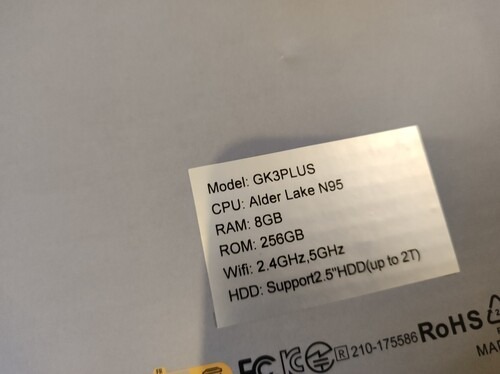 Model: GK3PLUS
CPU: Alder Lake N95
RAM: 8GB
ROM: 256GB
Wifi: 2.4GHz,5GHz
HDD: Support2.5"HDD(up to 2T)
FC R 210-175586 RoHS